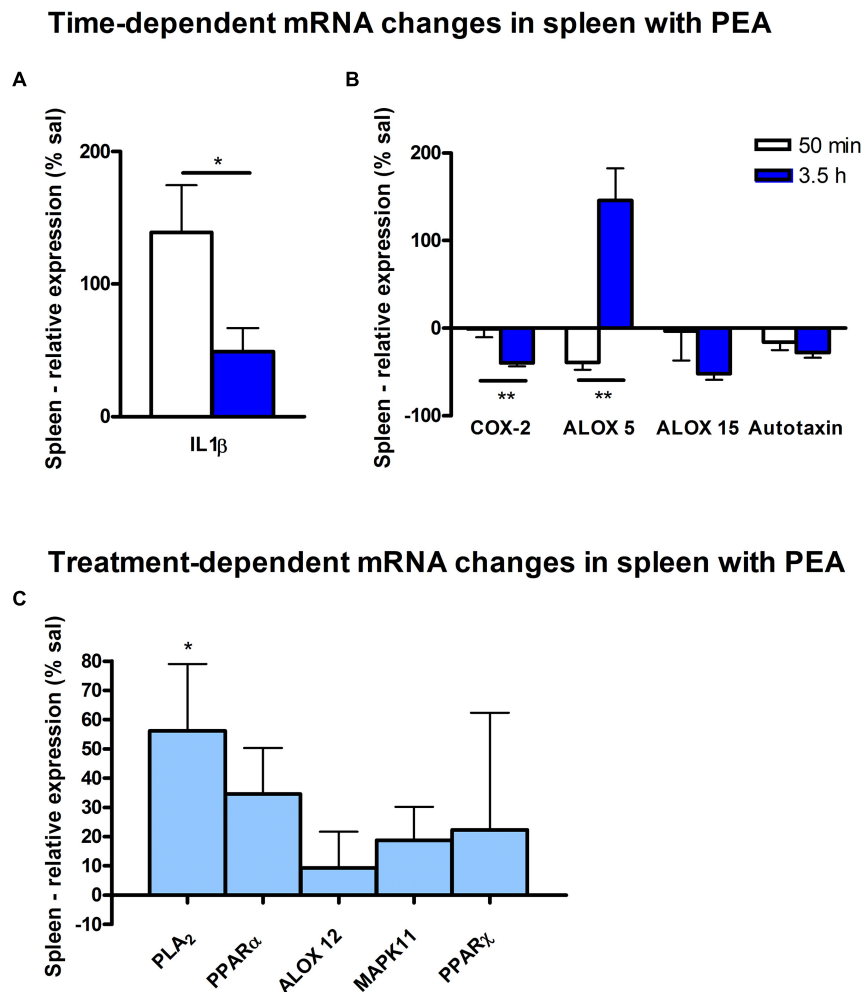 Time-dependent mRNA changes in spleen with PEA
A
B
Spleen - relative expression (% sal)
200
100
0
*
IL1β
Spleen - relative expression (% sal)
200
100
0
-100
50 min
3.5 h
**
**
COX-2 ALOX 5 ALOX 15 Autotaxin
Treatment-dependent mRNA changes in spleen with PEA
C
Spleen - relative expression (% sal)
80
70
60
50
40
30
20
10
0
-10
*
PLA₂
PPARα
ALOX 12
MAPK11
PPARχ